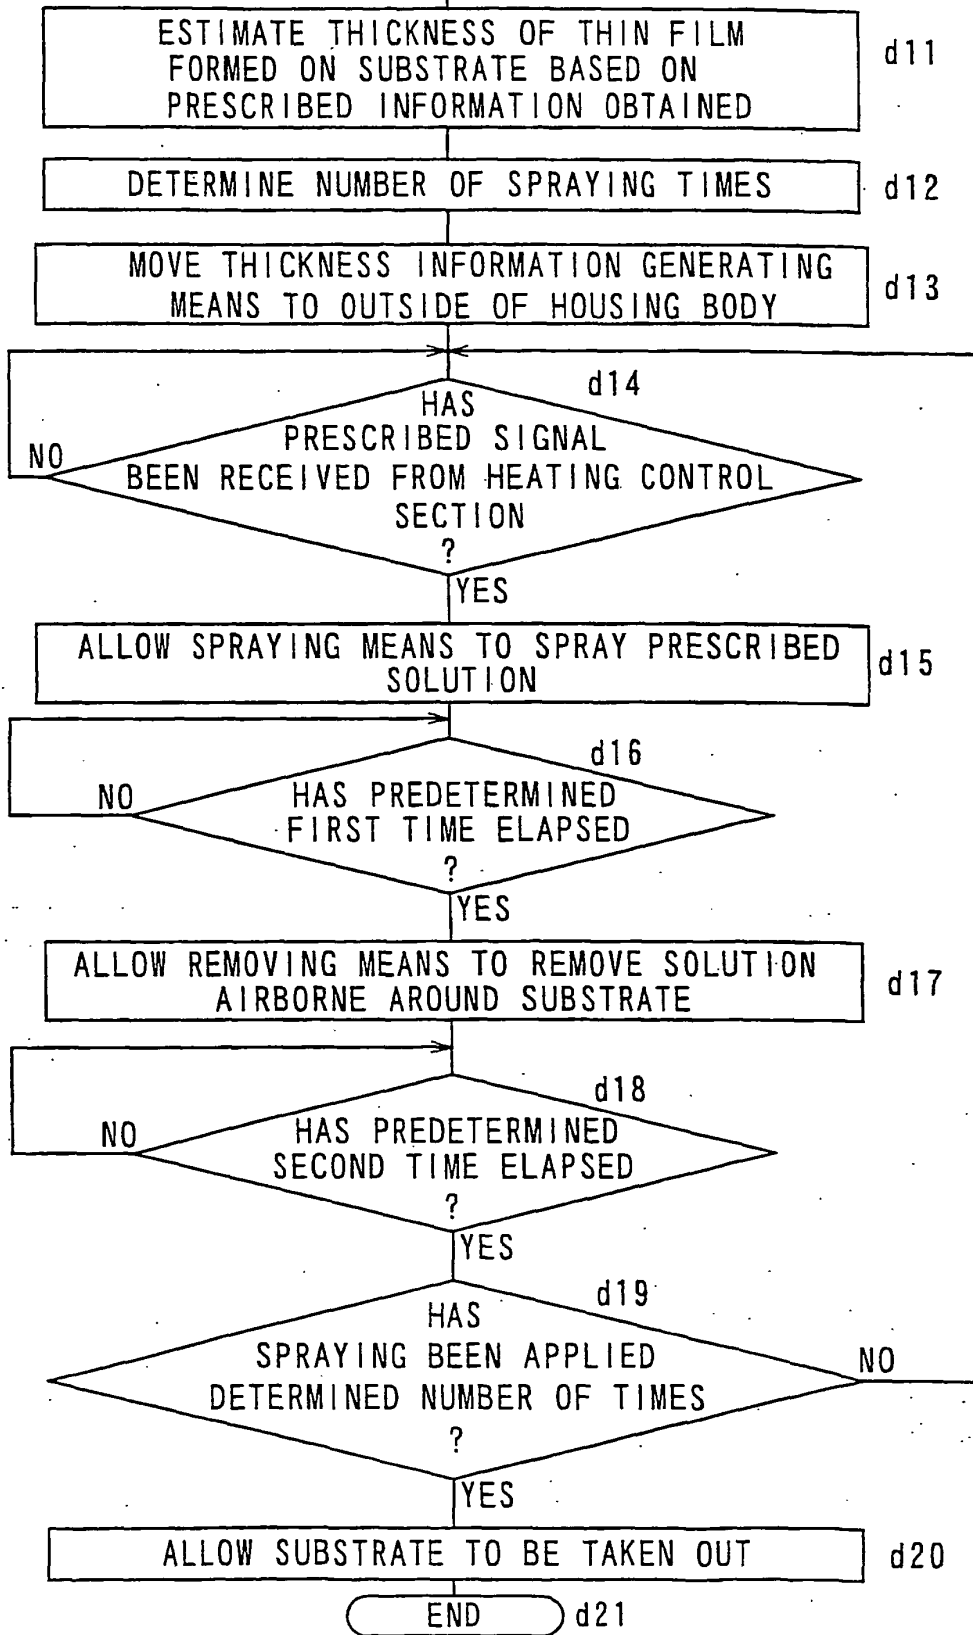 ESTIMATE THICKNESS OF THIN FILM
FORMED ON SUBSTRATE BASED ON
PRESCRIBED INFORMATION OBTAINED
d11
DETERMINE NUMBER OF SPRAYING TIMES
d12
MOVE THICKNESS INFORMATION GENERATING
MEANS TO OUTSIDE OF HOUSING BODY
d13
d14
HAS
PRESCRIBED SIGNAL
BEEN RECEIVED FROM HEATING CONTROL
SECTION
?
NO
YES
ALLOW SPRAYING MEANS TO SPRAY PRESCRIBED
SOLUTION
d15
d16
HAS PREDETERMINED
FIRST TIME ELAPSED
?
NO
YES
ALLOW REMOVING MEANS TO REMOVE SOLUTION
AIRBORNE AROUND SUBSTRATE
d17
d18
HAS PREDETERMINED
SECOND TIME ELAPSED
?
NO
YES
d19
HAS
SPRAYING BEEN APPLIED
DETERMINED NUMBER OF TIMES
?
NO
YES
ALLOW SUBSTRATE TO BE TAKEN OUT
d20
END
d21